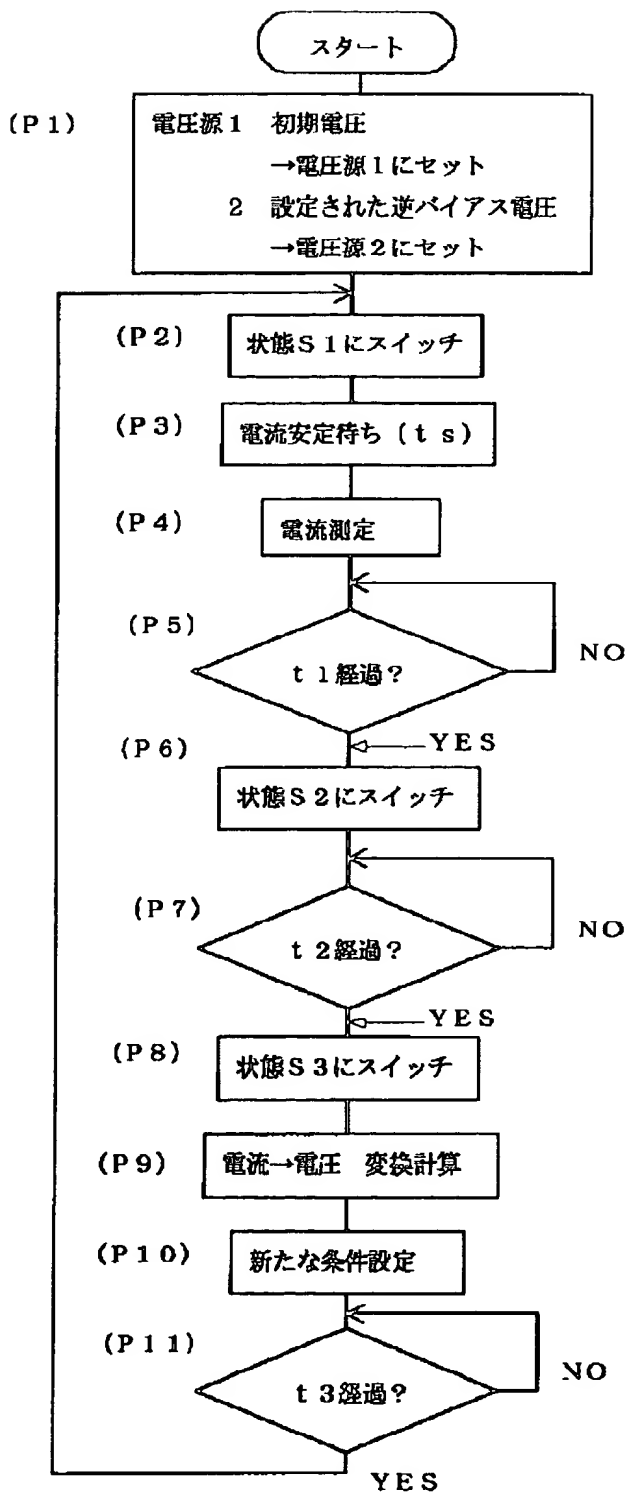 スタート
(P1)
電圧源1 初期電圧
→電圧源1にセット
2 設定された逆バイアス電圧
→電圧源2にセット
(P2)
状態S1にスイッチ
(P3)
電流安定待ち(ts)
(P4)
電流測定
(P5)
t1経過?
NO
YES
(P6)
状態S2にスイッチ
(P7)
t2経過?
NO
YES
(P8)
状態S3にスイッチ
(P9)
電流→電圧 変換計算
(P10)
新たな条件設定
(P11)
t3経過?
NO
YES